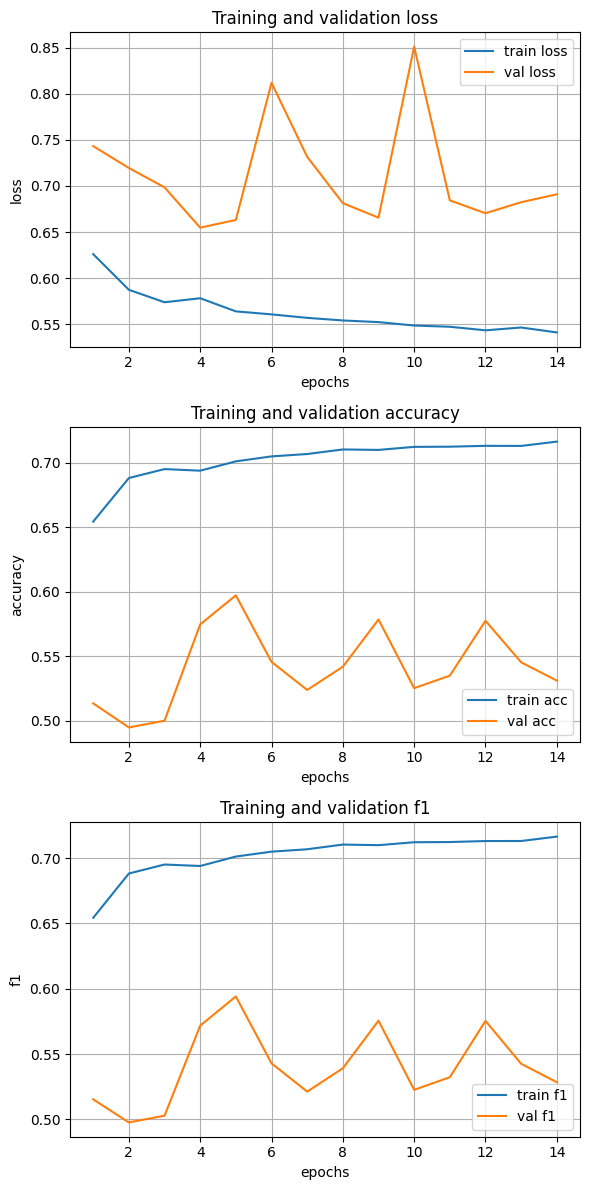 Training and validation loss
train loss
val loss
loss
0.85
0.80
0.75
0.70
0.65
0.60
0.55
2 4 6 8 10 12 14
epochs
Training and validation accuracy
accuracy
0.70
0.65
0.60
0.55
0.50
train acc
val acc
2 4 6 8 10 12 14
epochs
Training and validation f1
f1
0.70
0.65
0.60
0.55
0.50
train f1
val f1
2 4 6 8 10 12 14
epochs